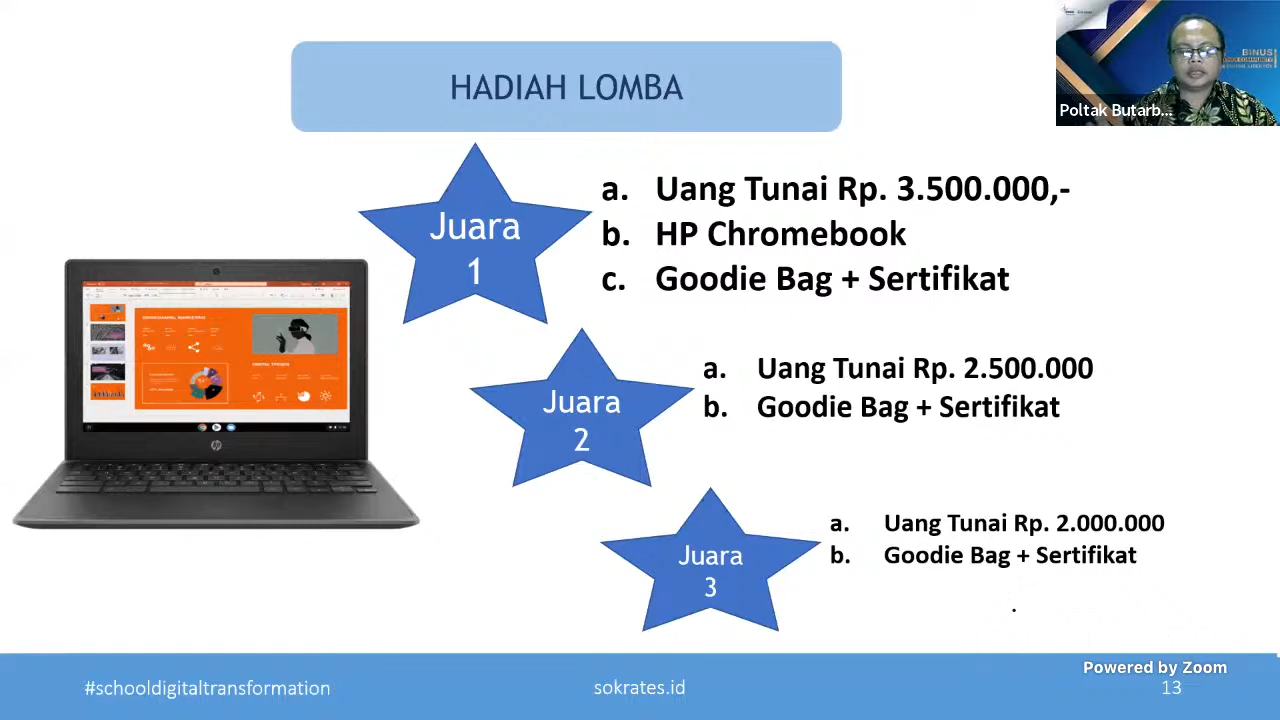 HADIAH LOMBA
BINUS
Poltak Butarb...
Juara
1
a. Uang Tunai Rp. 3.500.000,-
b. HP Chromebook
c. Goodie Bag + Sertifikat
Juara
2
a. Uang Tunai Rp. 2.500.000
b. Goodie Bag + Sertifikat
Juara
3
a. Uang Tunai Rp. 2.000.000
b. Goodie Bag + Sertifikat
.
Powered by Zoom
#schooldigitaltransformation
sokrates.id
13